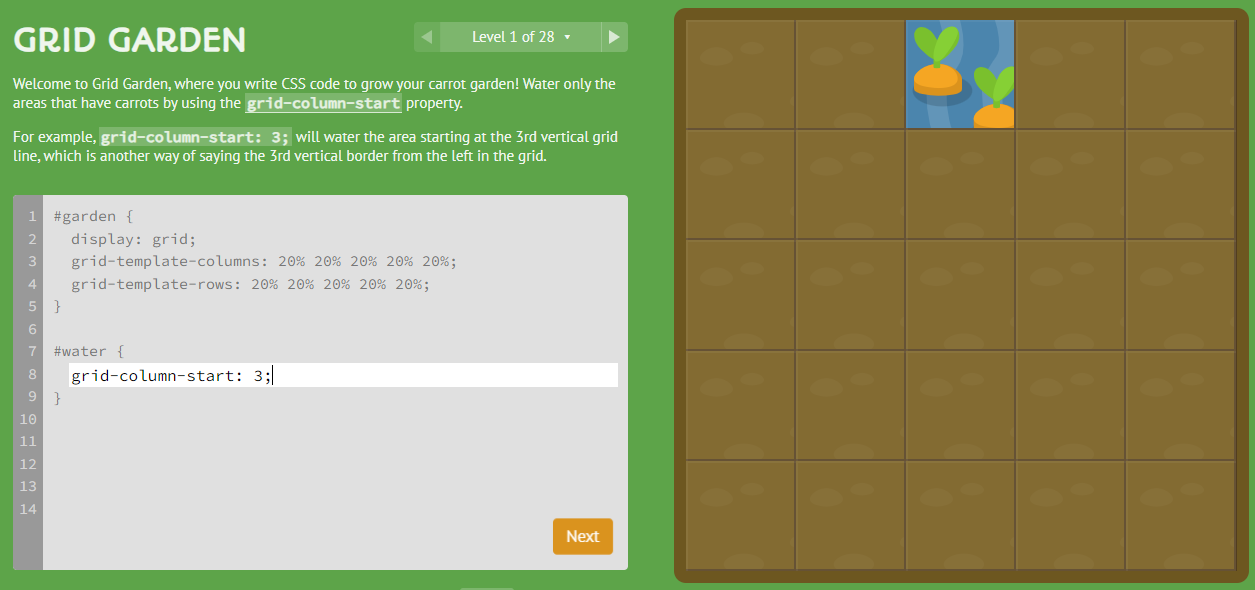 GRID GARDEN
Level 1 of 28
Welcome to Grid Garden, where you write CSS code to grow your carrot garden! Water only the
areas that have carrots by using the grid-column-start property.
For example, grid-column-start: 3; will water the area starting at the 3rd vertical grid
line, which is another way of saying the 3rd vertical border from the left in the grid.
1 #garden {
2 display: grid;
3 grid-template-columns: 20% 20% 20% 20% 20%;
4 grid-template-rows: 20% 20% 20% 20% 20%;
5 }
6
7 #water {
8 grid-column-start: 3;
9 }
10
11
12
13
14
Next